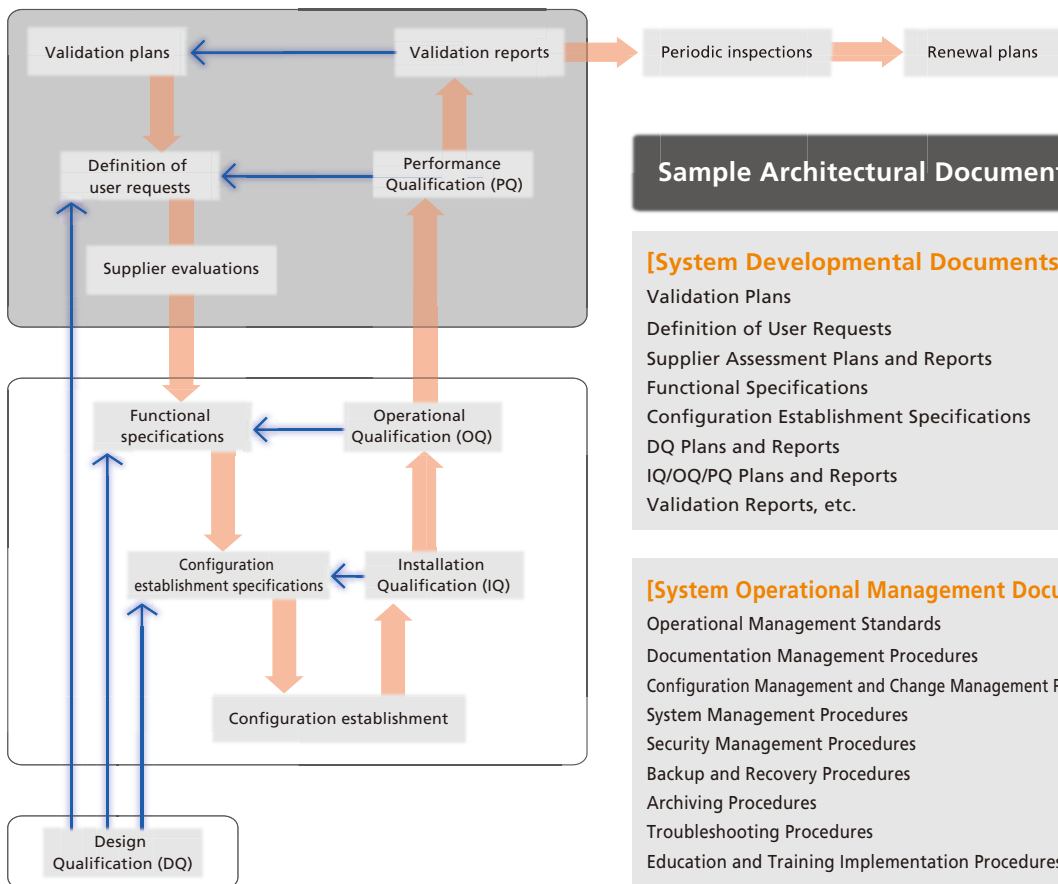 Validation plans
Validation reports
Periodic inspections
Renewal plans
Definition of
user requests
Performance
Qualification (PQ)
Supplier evaluations
Functional
specifications
Operational
Qualification (OQ)
Configuration
establishment specifications
Installation
Qualification (IQ)
Configuration establishment
Design
Qualification (DQ)
Sample Architectural Document
[System Developmental Documents
Validation Plans
Definition of User Requests
Supplier Assessment Plans and Reports
Functional Specifications
Configuration Establishment Specifications
DQ Plans and Reports
IQ/OQ/PQ Plans and Reports
Validation Reports, etc.
[System Operational Management Docu
Operational Management Standards
Documentation Management Procedures
Configuration Management and Change Management P
System Management Procedures
Security Management Procedures
Backup and Recovery Procedures
Archiving Procedures
Troubleshooting Procedures
Education and Training Implementation Procedures